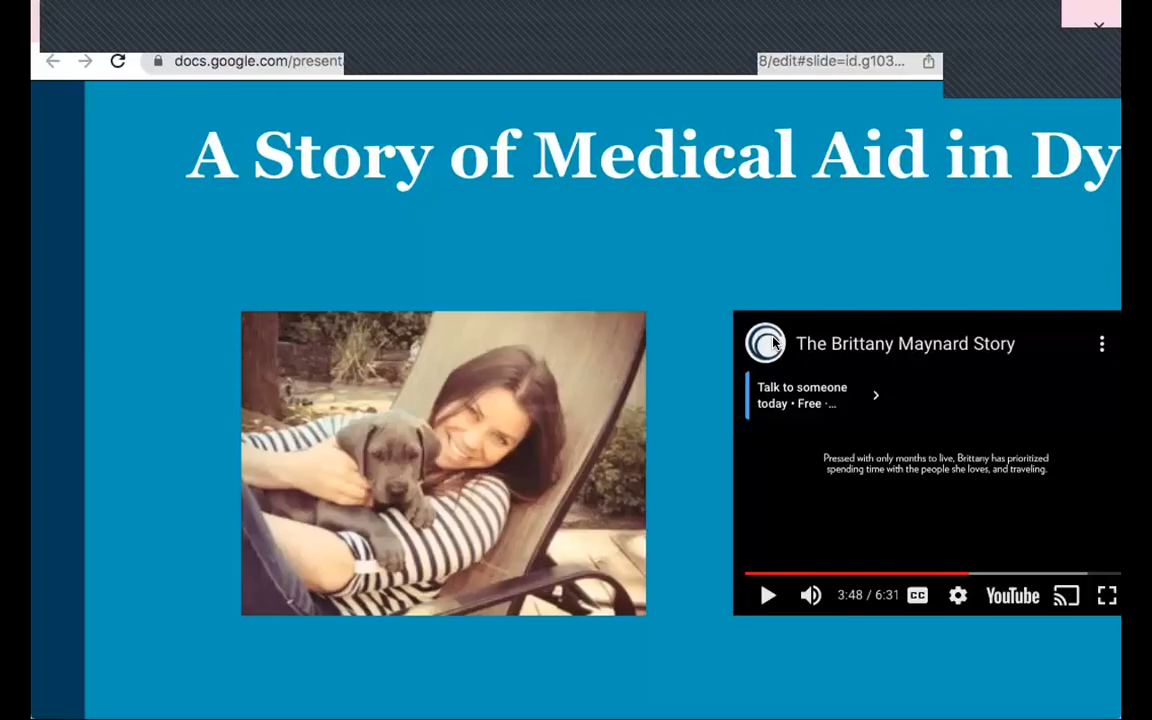 docs.google.com/present
8/edit#slide=id.g103...
A Story of Medical Aid in Dy
The Brittany Maynard Story
Talk to someone
today • Free ·...
Pressed with only months to live, Brittany has prioritized
spending time with the people she loves, and traveling.
3:48 / 6:31
CC
YouTube